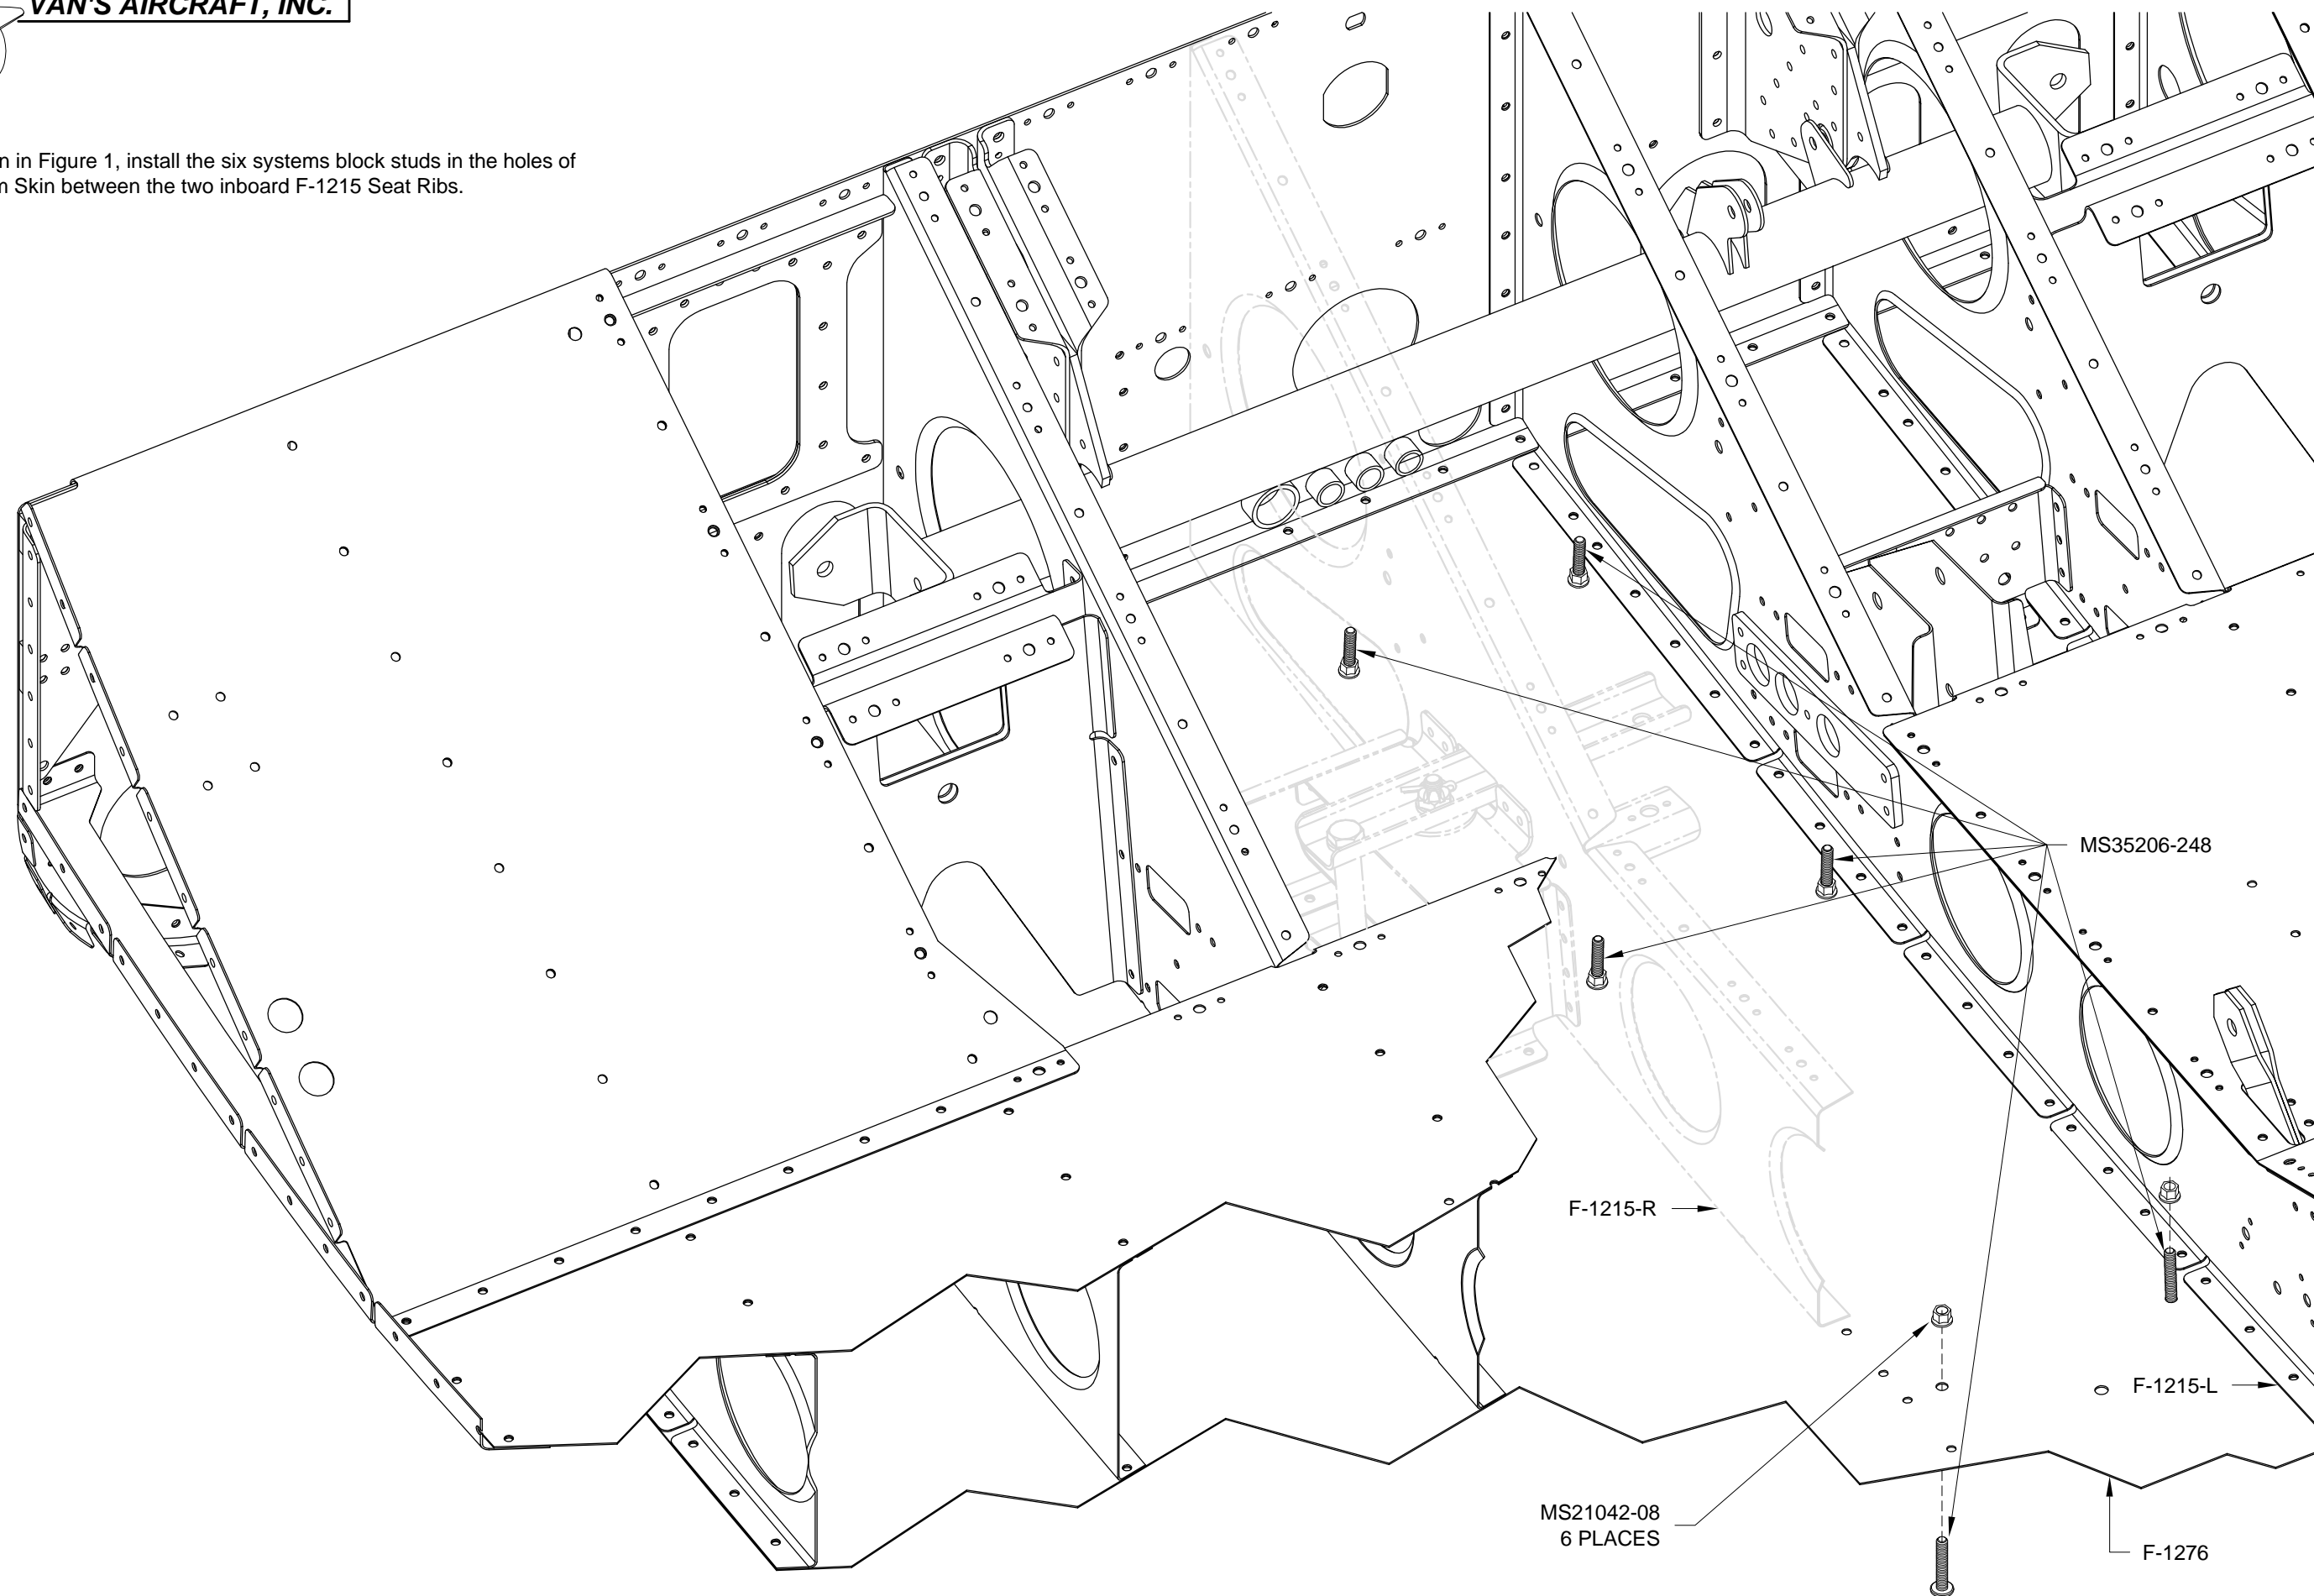 VAN'S AIRCRAFT, INC.
n in Figure 1, install the six systems block studs in the holes of
Skin between the two inboard F-1215 Seat Ribs.
MS35206-248
F-1215-R
F-1215-L
MS21042-08
6 PLACES
F-1276